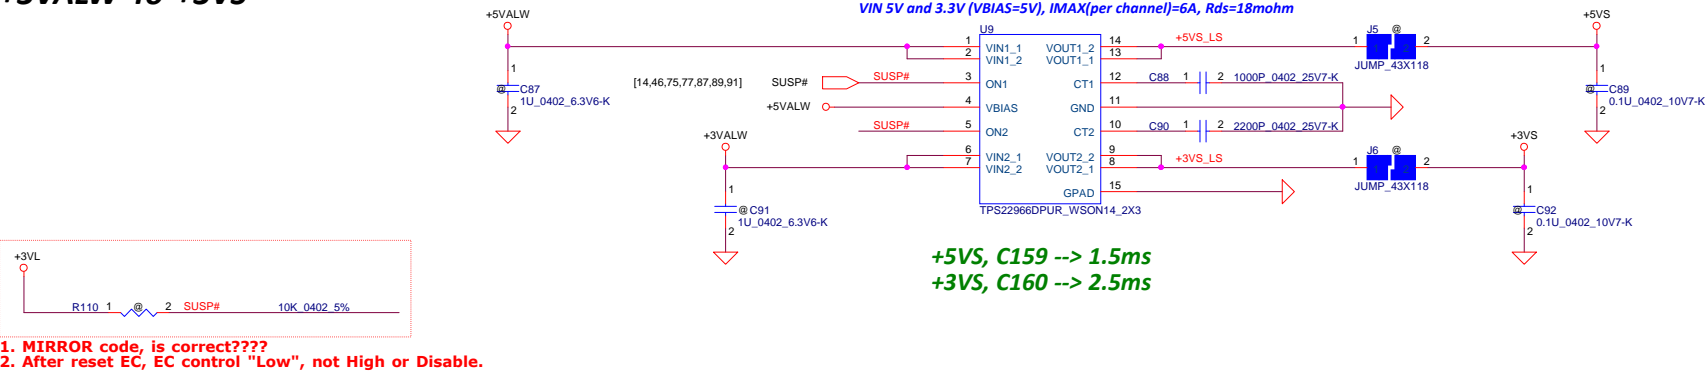 +5VALW
VIN 5V and 3.3V (VBIAS=5V), IMAX(per channel)=6A, Rds=18mohm
+5VS
U9
1 VIN1_1 VOUT1_2 14 +5VS_LS
2 VIN1_2 VOUT1_1 13
J5 @
1 2
JUMP_43X118
[14,46,75,77,87,89,91] SUSP# SUSP# 3 ON1 CT1 12 C88 1 2 1000P_0402_25V7-K
1
@ C87
1U_0402_6.3V6-K
2
1
@ C89
0.1U_0402_10V7-K
2
+5VALW 4 VBIAS GND 11
SUSP# 5 ON2 CT2 10 C90 1 2 2200P_0402_25V7-K
+3VALW
+3VS
6 VIN2_1 VOUT2_2 9
7 VIN2_2 VOUT2_1 8 +3VS_LS
J6 @
1 2
JUMP_43X118
GPAD 15
TPS22966DPUR_WSON14_2X3
1
@ C91
1U_0402_6.3V6-K
2
1
@ C92
0.1U_0402_10V7-K
2
+5VS, C159 --> 1.5ms
+3VS, C160 --> 2.5ms
+3VL
R110 1 @ 2 SUSP# 10K_0402_5%
1. MIRROR code, is correct????
2. After reset EC, EC control "Low", not High or Disable.